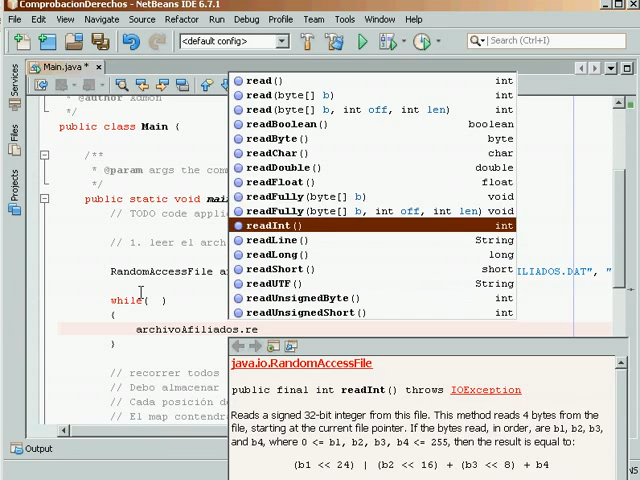 ComprobacionDerechos - NetBeans IDE 6.7.1
File Edit View Navigate Source Refactor Run Debug Profile Team Tools Window Help
<default config> Search (Ctrl+I)
Main.java *
Services
Files
Projects
* @author Xdmon
*/
public class Main {
/**
* @param args the com
*/
public static void mai
// TODO code applic
// 1. leer el arch
RandomAccessFile ar
ILIADOS.DAT", "
while( )
{
archivoAfiliados.re
}
// recorrer todos
// Debo almacenar
// Cada posición d
// El map contendrá
read() int
read(byte[] b) int
read(byte[] b, int off, int len) int
readBoolean() boolean
readByte() byte
readChar() char
readDouble() double
readFloat() float
readFully(byte[] b) void
readFully(byte[] b, int off, int len) void
readInt() int
readLine() String
readLong() long
readShort() short
readUTF() String
readUnsignedByte() int
readUnsignedShort() int
java.io.RandomAccessFile
public final int readInt() throws IOException
Reads a signed 32-bit integer from this file. This method reads 4 bytes from the
file, starting at the current file pointer. If the bytes read, in order, are b1, b2, b3,
and b4, where 0 <= b1, b2, b3, b4 <= 255, then the result is equal to:
(b1 << 24) | (b2 << 16) + (b3 << 8) + b4
Output
NS